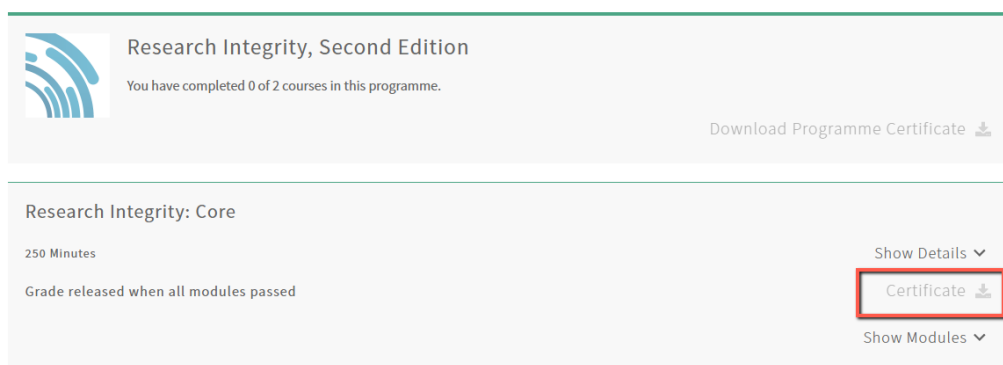 Research Integrity, Second Edition
You have completed 0 of 2 courses in this programme.
Download Programme Certificate
Research Integrity: Core
250 Minutes
Show Details
Grade released when all modules passed
Certificate
Show Modules